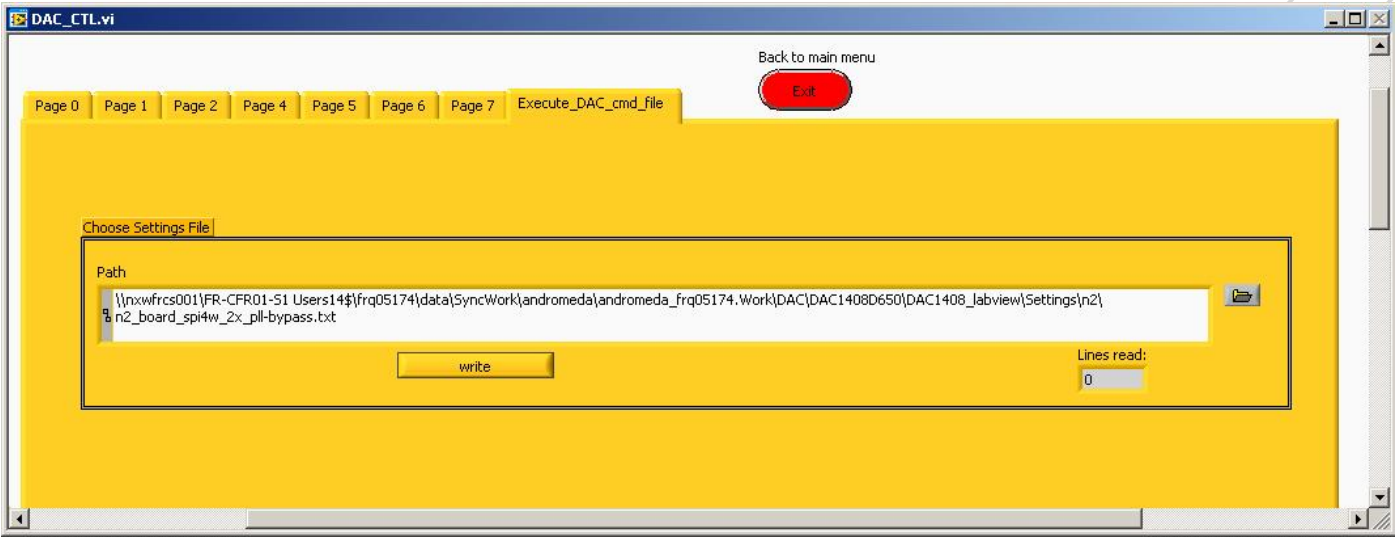 DAC_CTL.vi
Back to main menu
Exit
Page 0 Page 1 Page 2 Page 4 Page 5 Page 6 Page 7 Execute_DAC_cmd_file
Choose Settings File
Path
\\nxwfrcs001\FR-CFR01-S1 Users14$\frq05174\data\SyncWork\andromeda\andromeda_frq05174.Work\DAC\DAC1408D650\DAC1408_labview\Settings\n2\
n2_board_spi4w_2x_pll-bypass.txt
write
Lines read:
0